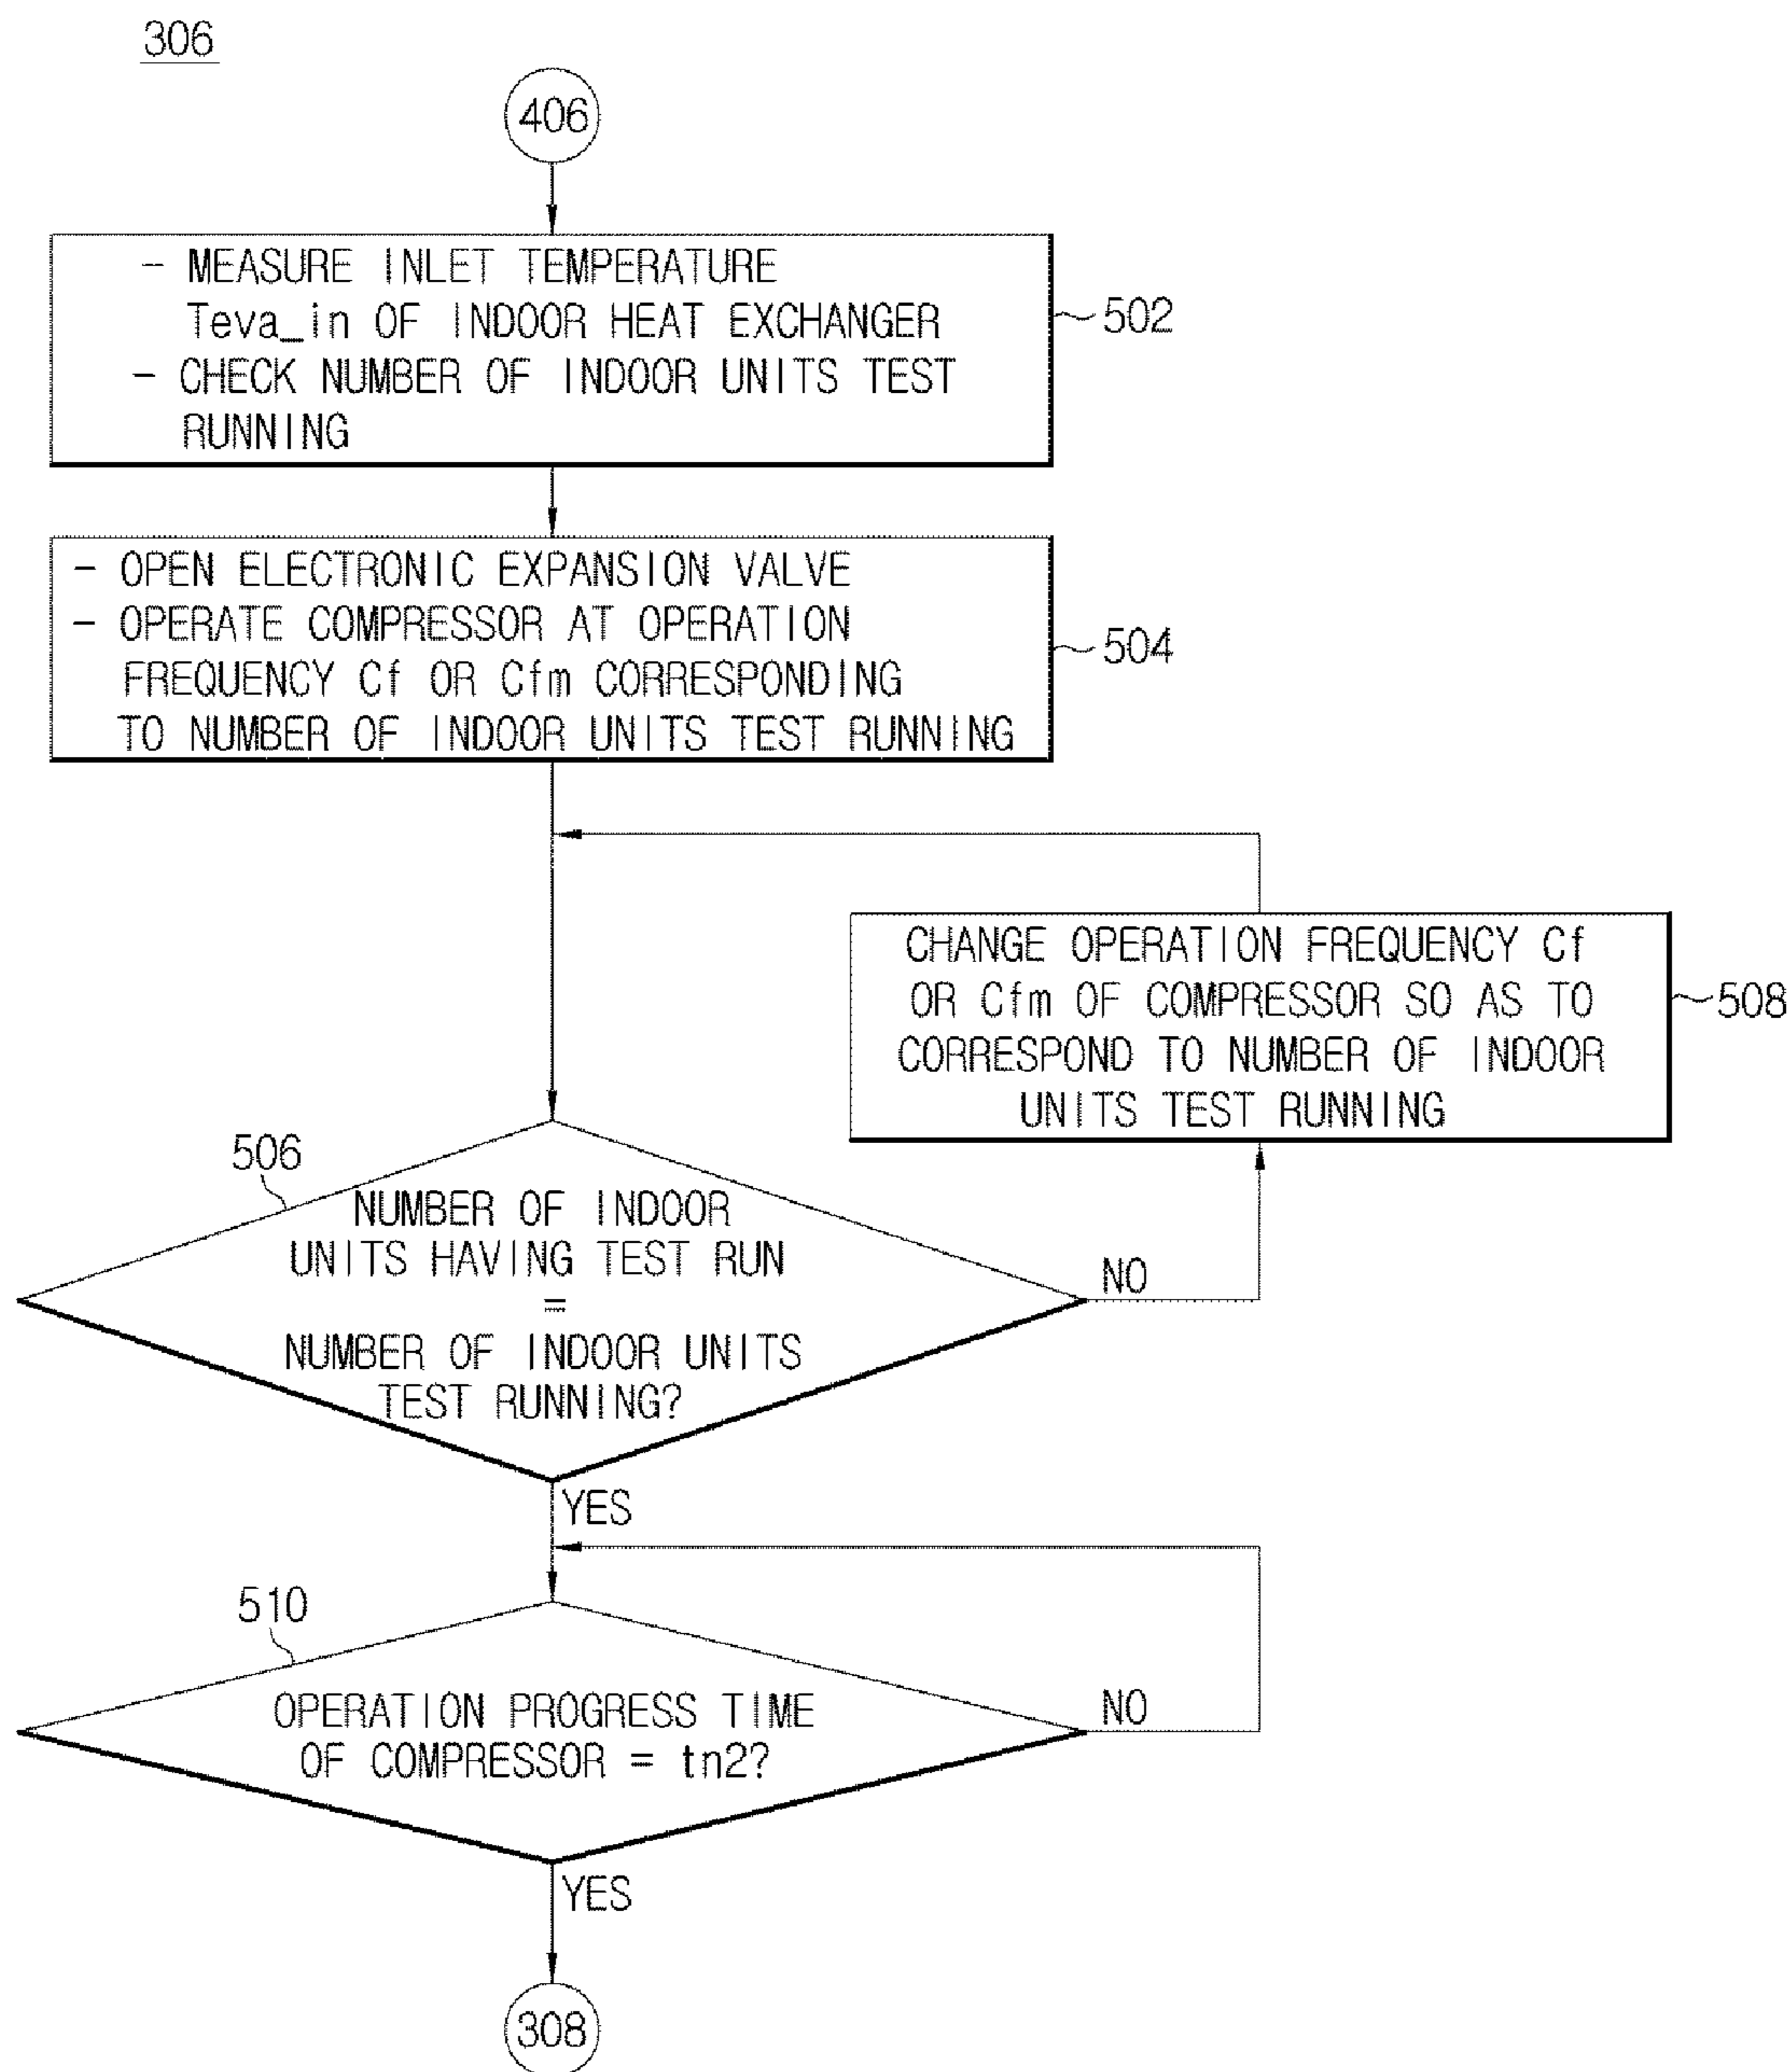 306
406
- MEASURE INLET TEMPERATURE
Teva_in OF INDOOR HEAT EXCHANGER
- CHECK NUMBER OF INDOOR UNITS TEST
RUNNING
502
- OPEN ELECTRONIC EXPANSION VALVE
- OPERATE COMPRESSOR AT OPERATION
FREQUENCY Cf OR Cfm CORRESPONDING
TO NUMBER OF INDOOR UNITS TEST RUNNING
504
CHANGE OPERATION FREQUENCY Cf
OR Cfm OF COMPRESSOR SO AS TO
CORRESPOND TO NUMBER OF INDOOR
UNITS TEST RUNNING
508
506
NUMBER OF INDOOR
UNITS HAVING TEST RUN
=
NUMBER OF INDOOR UNITS
TEST RUNNING?
NO
YES
510
OPERATION PROGRESS TIME
OF COMPRESSOR = tn2?
NO
YES
308